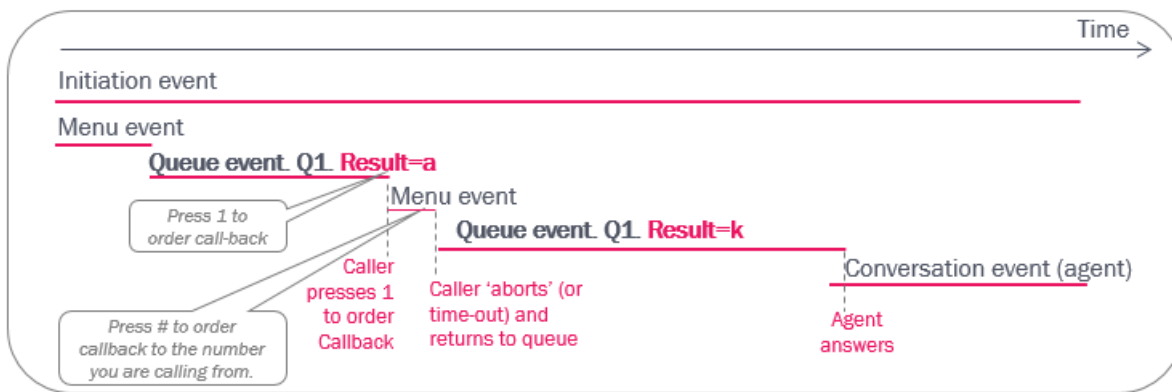 Time
Initiation event
Menu event
Queue event. Q1. Result=a
Press 1 to
order call-back
Menu event
Queue event. Q1. Result=k
Caller
presses 1
to order
Callback
Caller ‘aborts’ (or
time-out) and
returns to queue
Conversation event (agent)
Agent
answers
Press # to order
callback to the number
you are calling from.